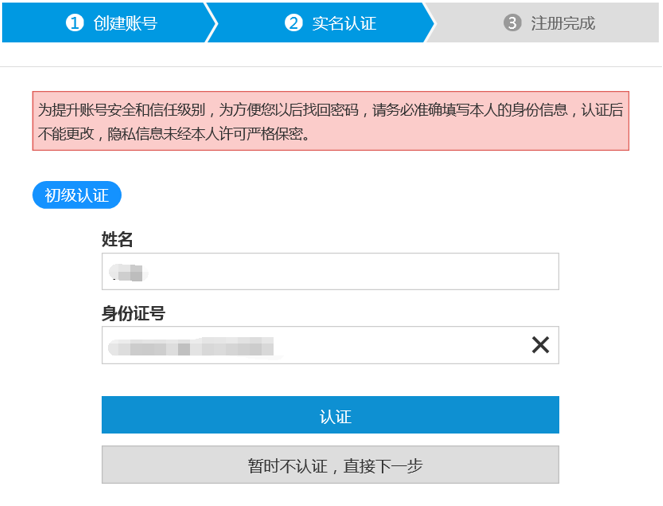 1 创建账号
2 实名认证
3 注册完成
为提升账号安全和信任级别，为方便您以后找回密码，请务必准确填写本人的身份信息，认证后
不能更改，隐私信息未经本人许可严格保密。
初级认证
姓名
身份证号
认证
暂时不认证，直接下一步